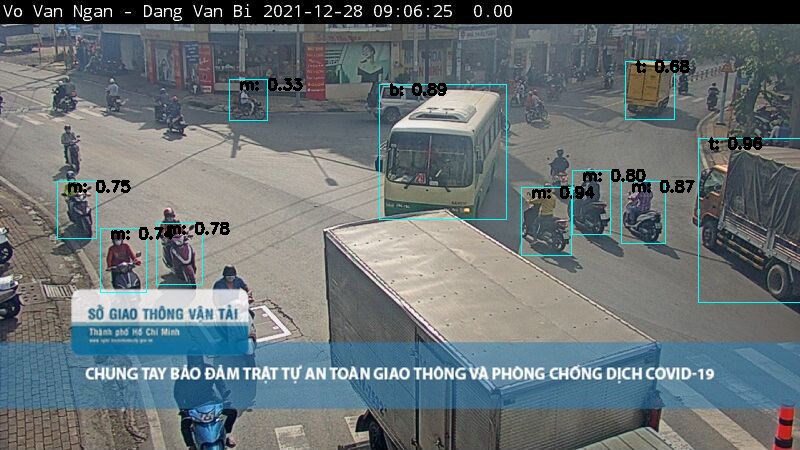 Vo Van Ngan - Dang Van Bi 2021-12-28 09:06:25 0.00
t: 0.68
m: 0.33
b: 0.89
t: 0.96
m: 0.80
m: 0.75
m: 0.94
m: 0.87
m: 0.74
m: 0.78
SỞ GIAO THÔNG VẬN TẢI
Thành phố Hồ Chí Minh
CHUNG TAY BẢO ĐẢM TRẬT TỰ AN TOÀN GIAO THÔNG VÀ PHÒNG CHỐNG DỊCH COVID-19